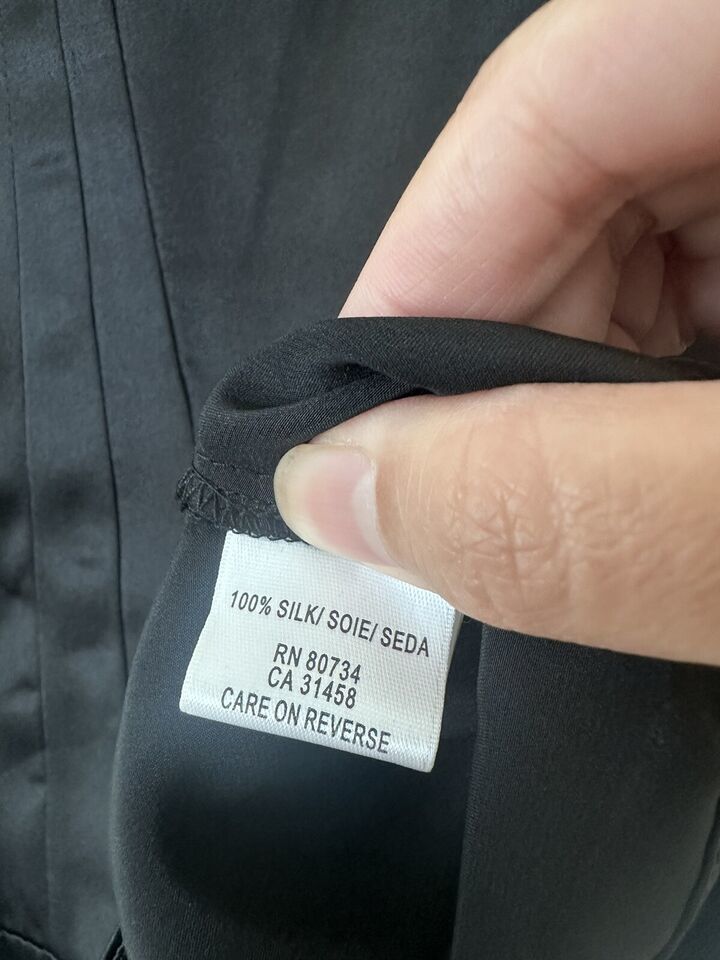 100% SILK/ SOIE/ SEDA
RN 80734
CA 31458
CARE ON REVERSE